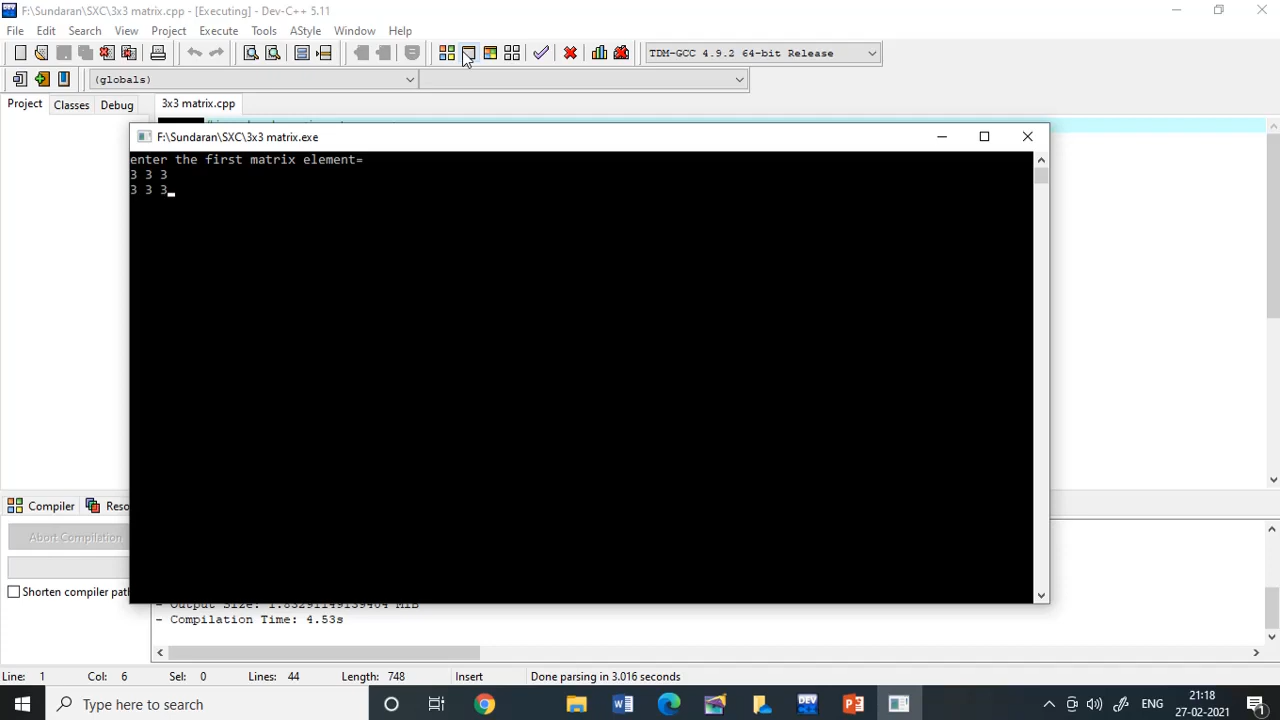 F:\Sundaran\SXC\3x3 matrix.cpp - [Executing] - Dev-C++ 5.11
File Edit Search View Project Execute Tools AStyle Window Help
TDM-GCC 4.9.2 64-bit Release
(globals)
Project Classes Debug 3x3 matrix.cpp
F:\Sundaran\SXC\3x3 matrix.exe
enter the first matrix element=
3 3 3
3 3 3
Compiler Reso
Abort Compilation
Shorten compiler pat
- Compilation Time: 4.53s
Line: 1 Col: 6 Sel: 0 Lines: 44 Length: 748 Insert Done parsing in 3.016 seconds
Type here to search
ENG
21:18
27-02-2021
1